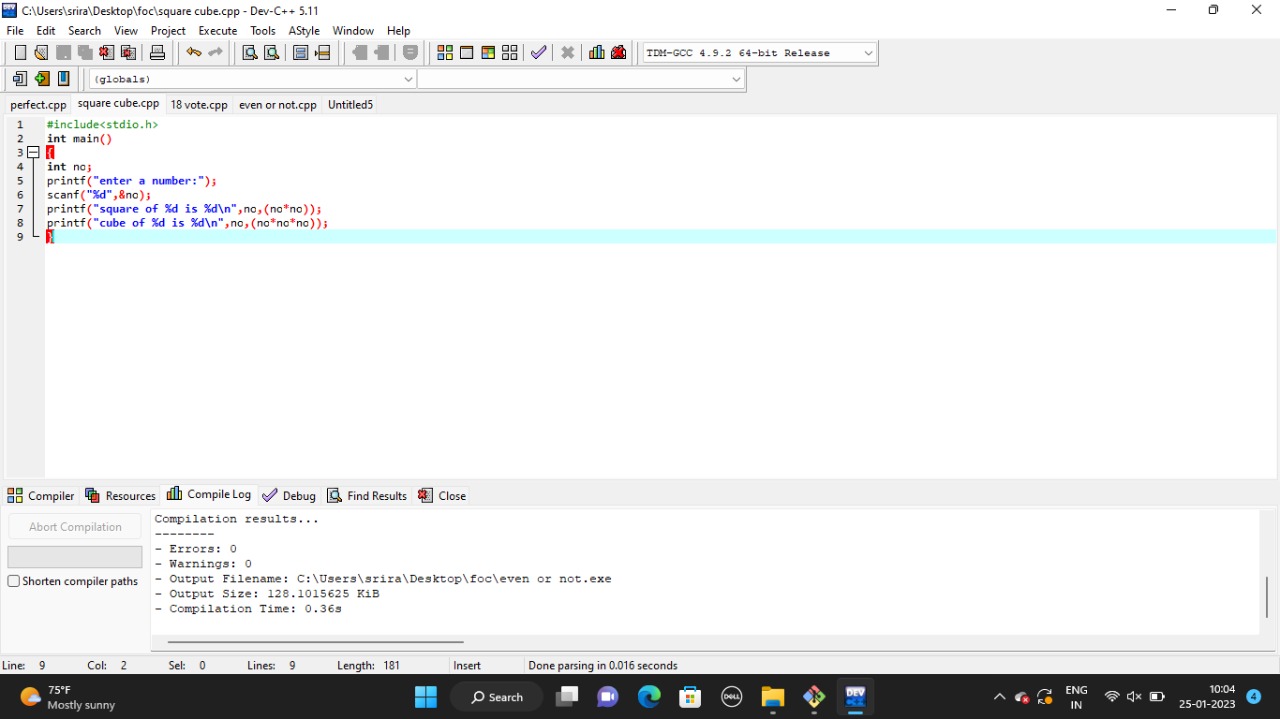 C:\Users\srira\Desktop\foc\square cube.cpp - Dev-C++ 5.11
File Edit Search View Project Execute Tools AStyle Window Help
TDM-GCC 4.9.2 64-bit Release
(globals)
perfect.cpp square cube.cpp 18 vote.cpp even or not.cpp Untitled5
1 #include<stdio.h>
2 int main()
3 {
4 int no;
5 printf("enter a number:");
6 scanf("%d",&no);
7 printf("square of %d is %d\n",no,(no*no));
8 printf("cube of %d is %d\n",no,(no*no*no));
9 }
Compiler Resources Compile Log Debug Find Results Close
Abort Compilation
Shorten compiler paths
Compilation results...
--------
- Errors: 0
- Warnings: 0
- Output Filename: C:\Users\srira\Desktop\foc\even or not.exe
- Output Size: 128.1015625 KiB
- Compilation Time: 0.36s
Line: 9 Col: 2 Sel: 0 Lines: 9 Length: 181 Insert Done parsing in 0.016 seconds
75°F
Mostly sunny
Search
DELL
DEV
ENG
IN
10:04
25-01-2023
4